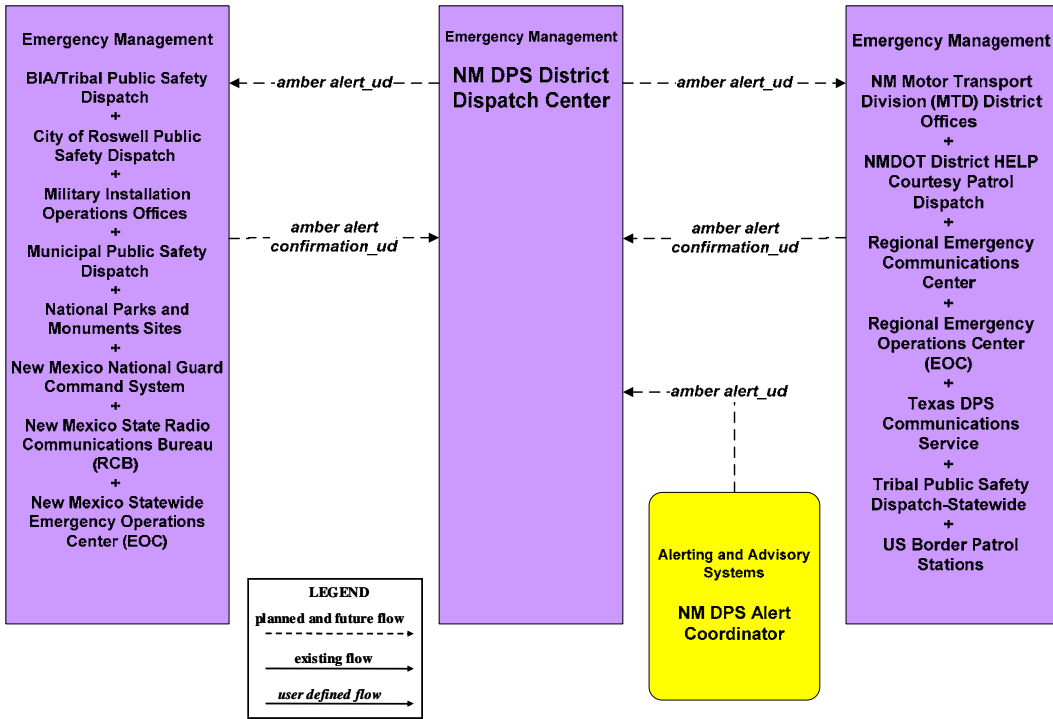 Emergency Management
BIA/Tribal Public Safety
Dispatch
+
City of Roswell Public
Safety Dispatch
+
Military Installation
Operations Offices
+
Municipal Public Safety
Dispatch
+
National Parks and
Monuments Sites
+
New Mexico National Guard
Command System
+
New Mexico State Radio
Communications Bureau
(RCB)
+
New Mexico Statewide
Emergency Operations
Center (EOC)
amber alert_ud
amber alert
confirmation_ud
Emergency Management
NM DPS District
Dispatch Center
amber alert_ud
amber alert
confirmation_ud
amber alert_ud
Alerting and Advisory
Systems
NM DPS Alert
Coordinator
Emergency Management
NM Motor Transport
Division (MTD) District
Offices
+
NMDOT District HELP
Courtesy Patrol
Dispatch
+
Regional Emergency
Communications
Center
+
Regional Emergency
Operations Center
(EOC)
+
Texas DPS
Communications
Service
+
Tribal Public Safety
Dispatch-Statewide
+
US Border Patrol
Stations
LEGEND
planned and future flow
existing flow
user defined flow